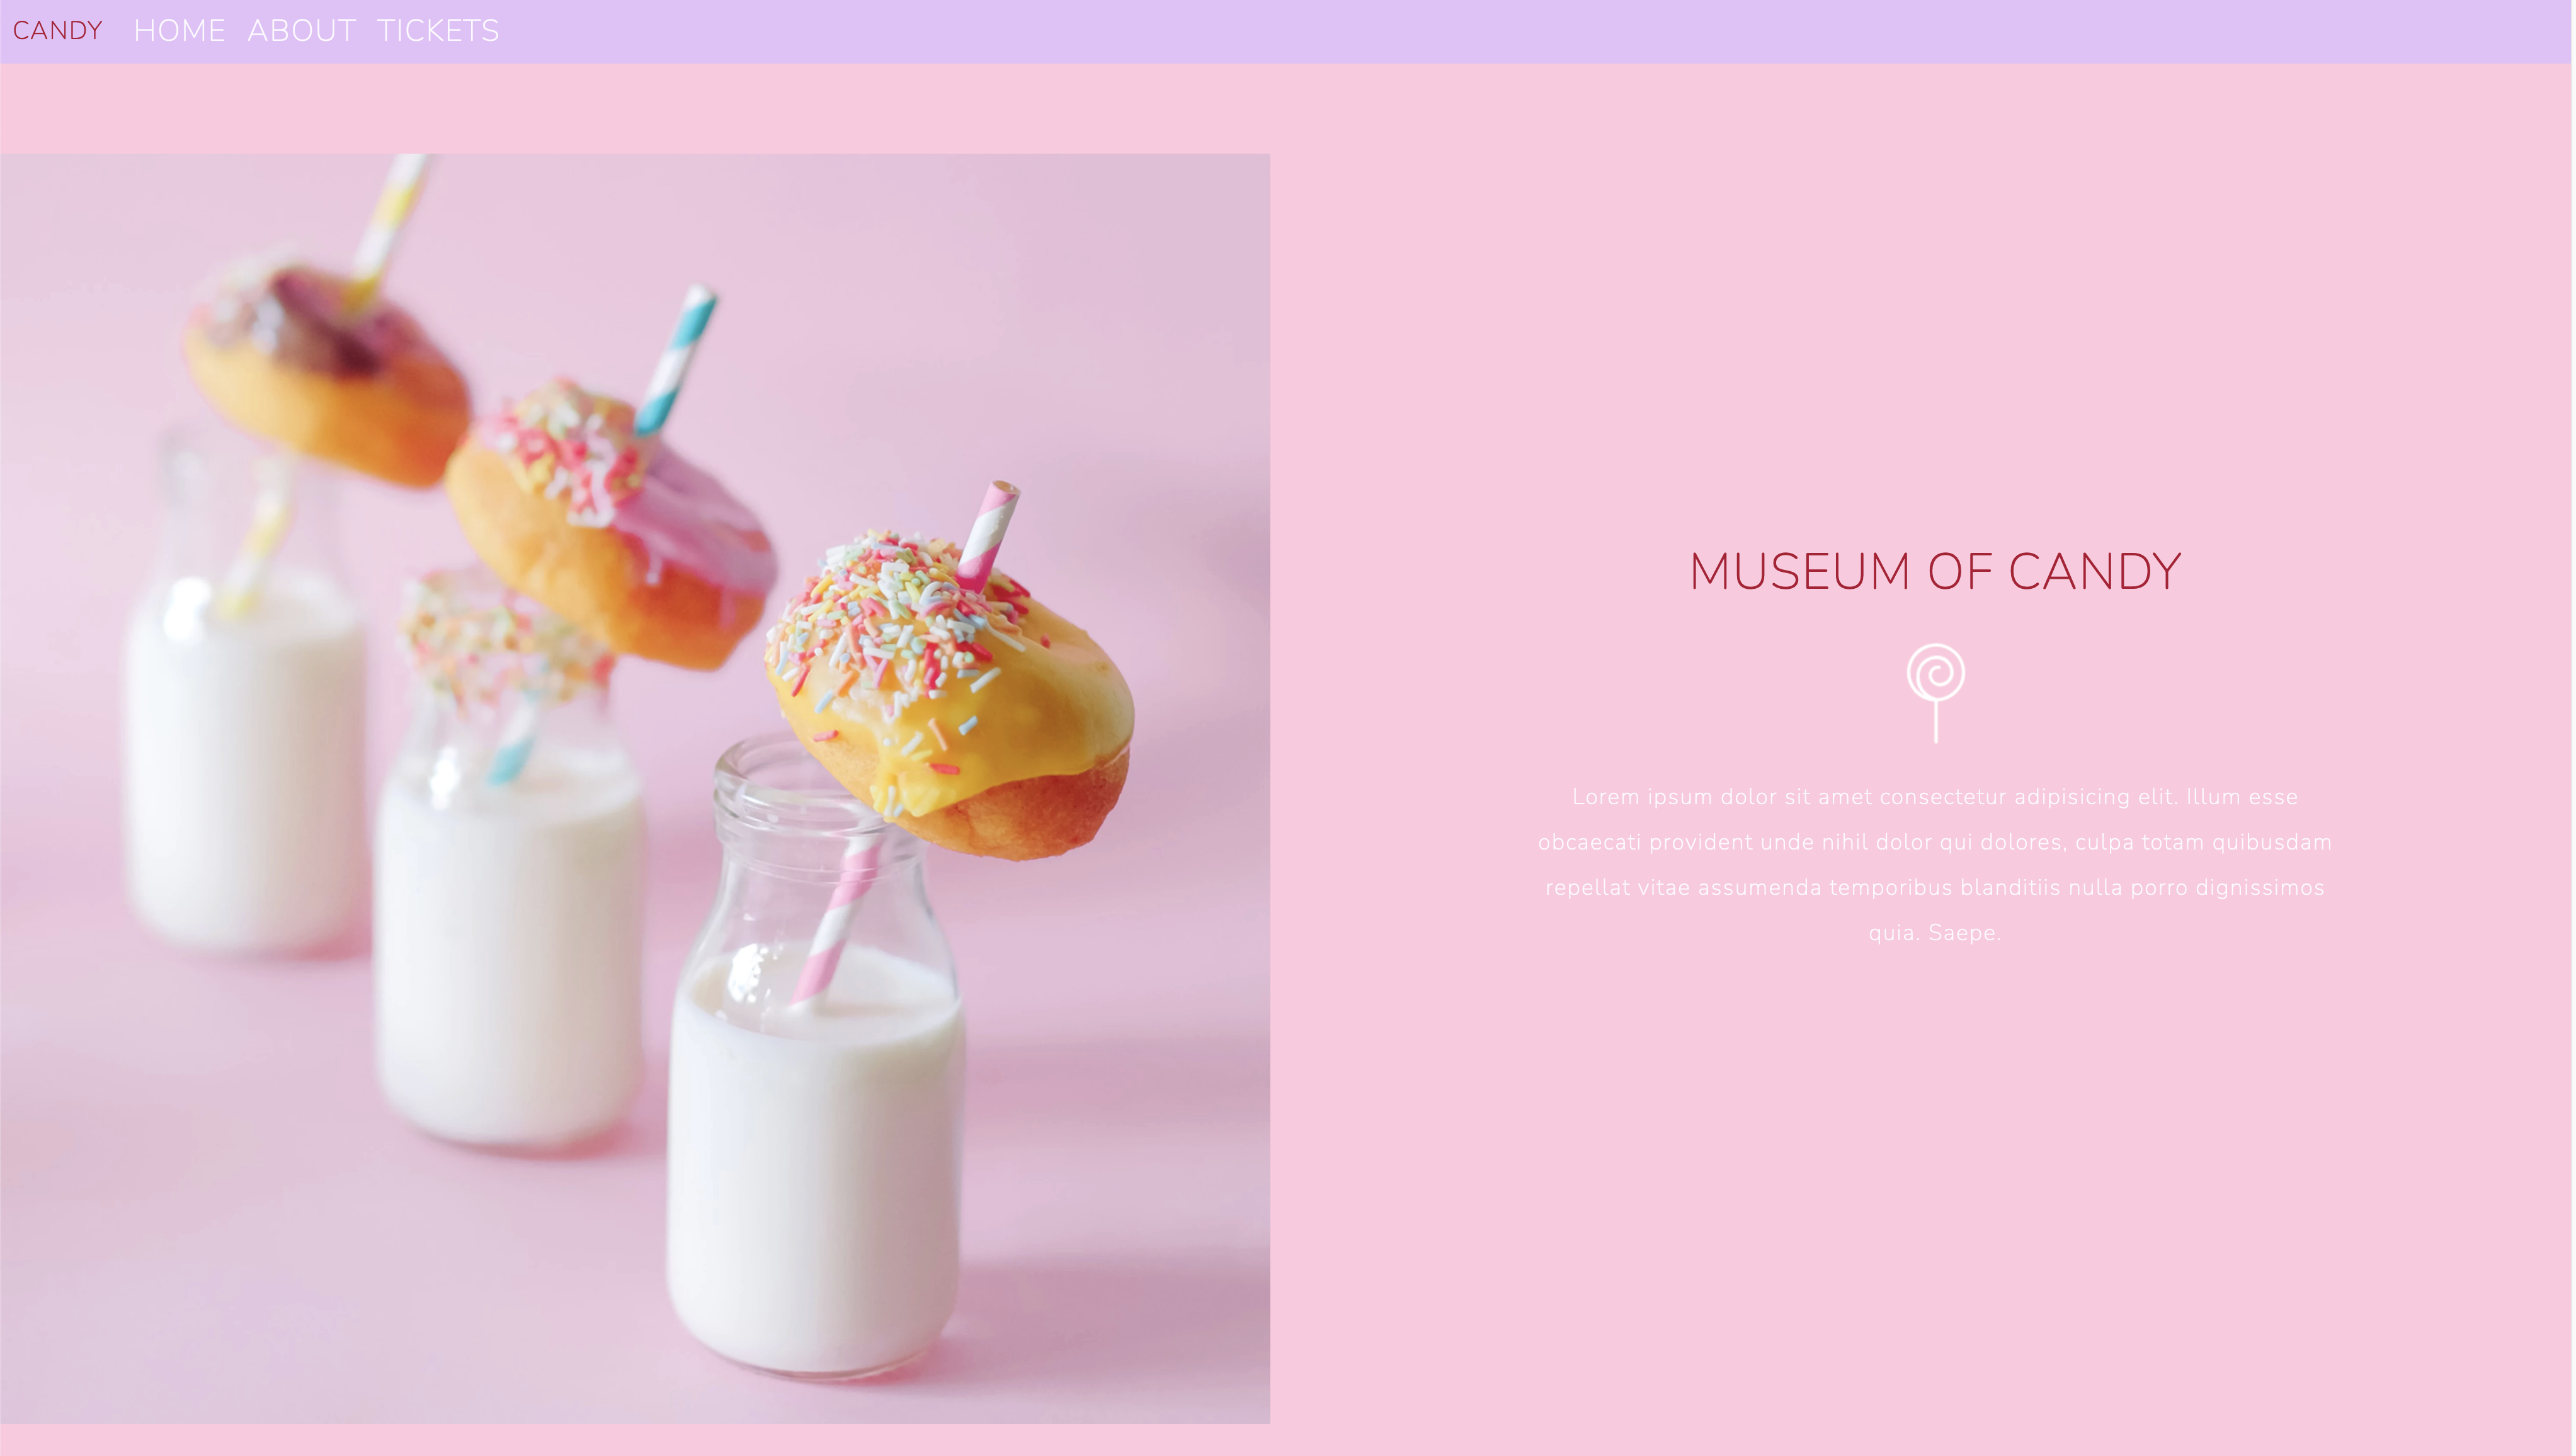 CANDY HOME ABOUT TICKETS
MUSEUM OF CANDY
Lorem ipsum dolor sit amet consectetur adipisicing elit. Illum esse
obcaecati provident unde nihil dolor qui dolores, culpa totam quibusdam
repellat vitae assumenda temporibus blanditiis nulla porro dignissimos
quia. Saepe.